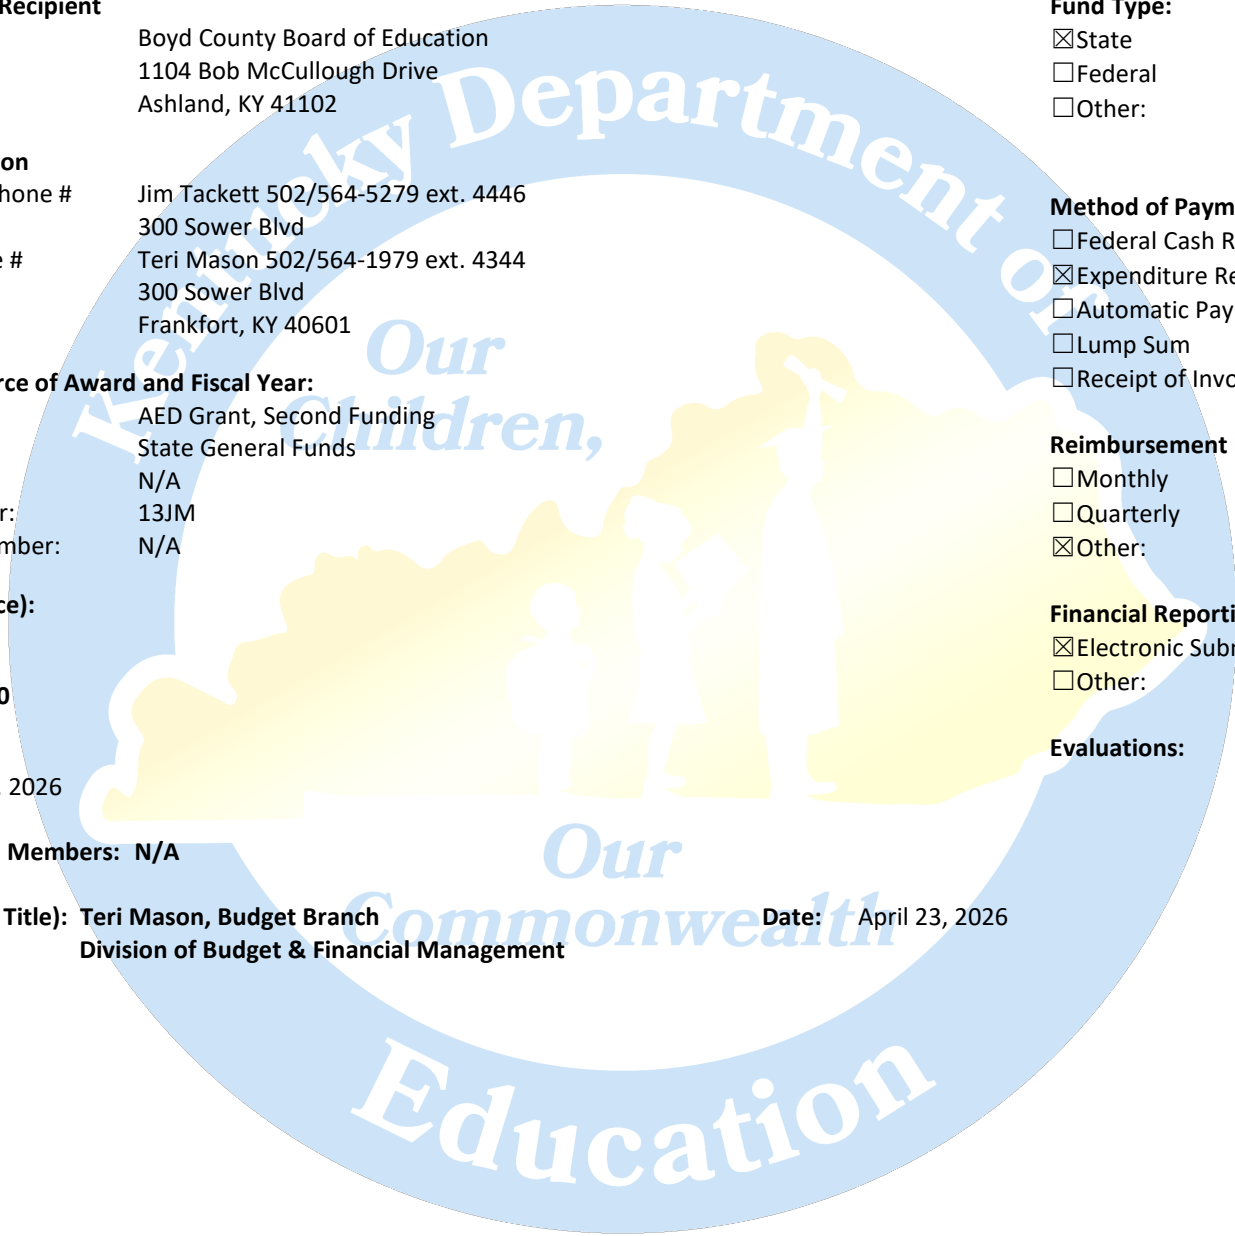 Recipient
Boyd County Board of Education
1104 Bob McCullough Drive
Ashland, KY 41102
on
hone # Jim Tackett 502/564-5279 ext. 4446
300 Sower Blvd
e # Teri Mason 502/564-1979 ext. 4344
300 Sower Blvd
Frankfort, KY 40601
rce of Award and Fiscal Year:
AED Grant, Second Funding
State General Funds
N/A
r: 13JM
mber: N/A
ce):
0
, 2026
Members: N/A
Title): Teri Mason, Budget Branch Date: April 23, 2026
Division of Budget & Financial Management
Fund Type:
☒State
☐Federal
☐Other:
Method of Paym
☐Federal Cash R
☒Expenditure Re
☐Automatic Pay
☐Lump Sum
☐Receipt of Invo
Reimbursement
☐Monthly
☐Quarterly
☒Other:
Financial Reporti
☒Electronic Subr
☐Other:
Evaluations:
Kentucky Department of
Education
Our
Children,
Our
Commonwealth